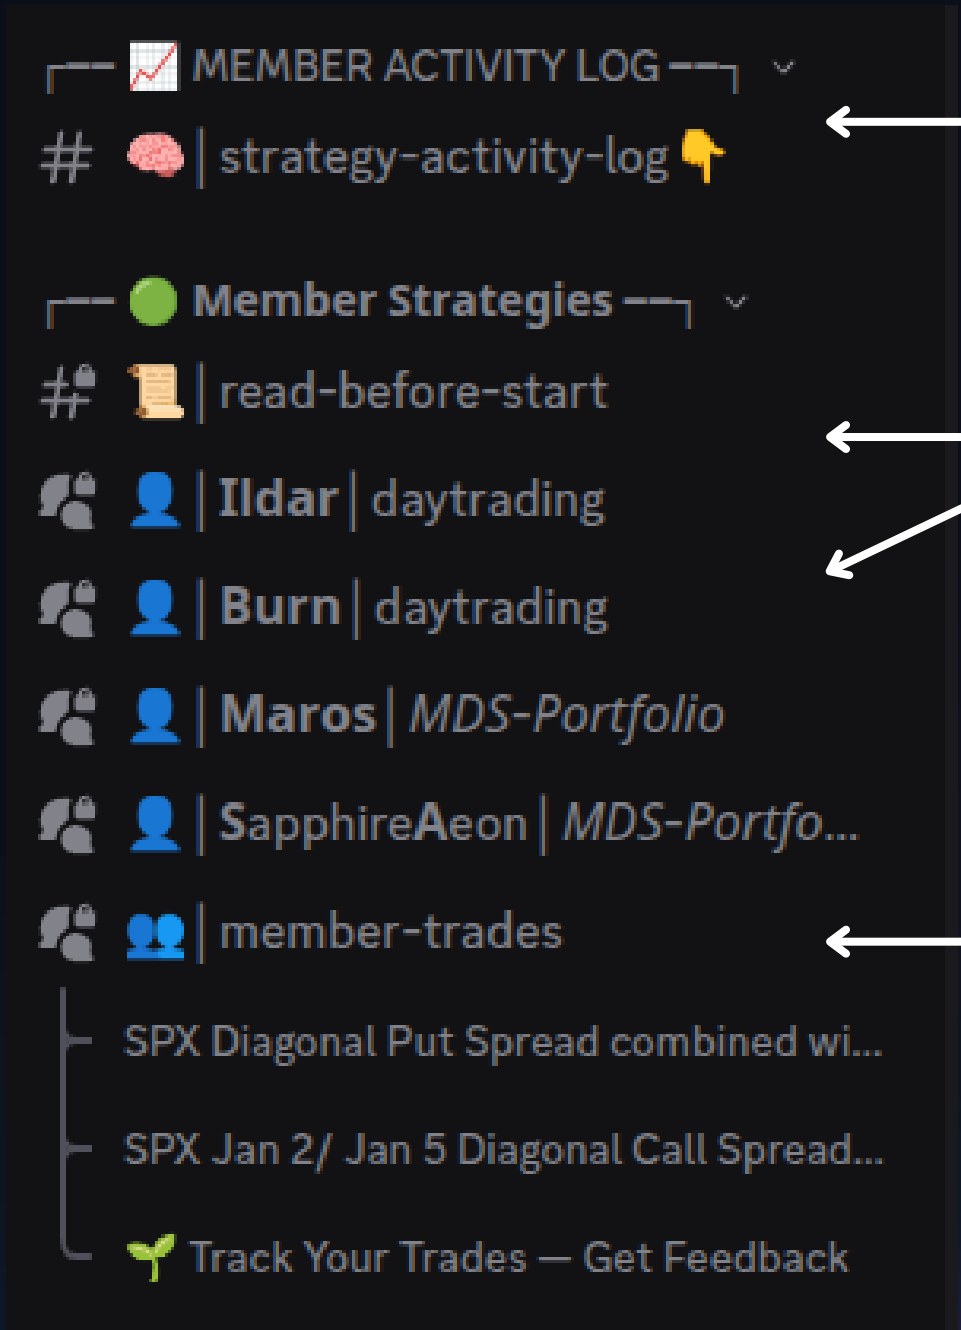 ┌── 📈 MEMBER ACTIVITY LOG ──┐
# 🧠│strategy-activity-log👇
┌── 🟢 Member Strategies ──┐
📜│read-before-start
👤│Ildar│daytrading
👤│Burn│daytrading
👤│Maros│MDS-Portfolio
👤│SapphireAeon│MDS-Portfo...
👥│member-trades
SPX Diagonal Put Spread combined wi...
SPX Jan 2/ Jan 5 Diagonal Call Spread...
🌱 Track Your Trades — Get Feedback